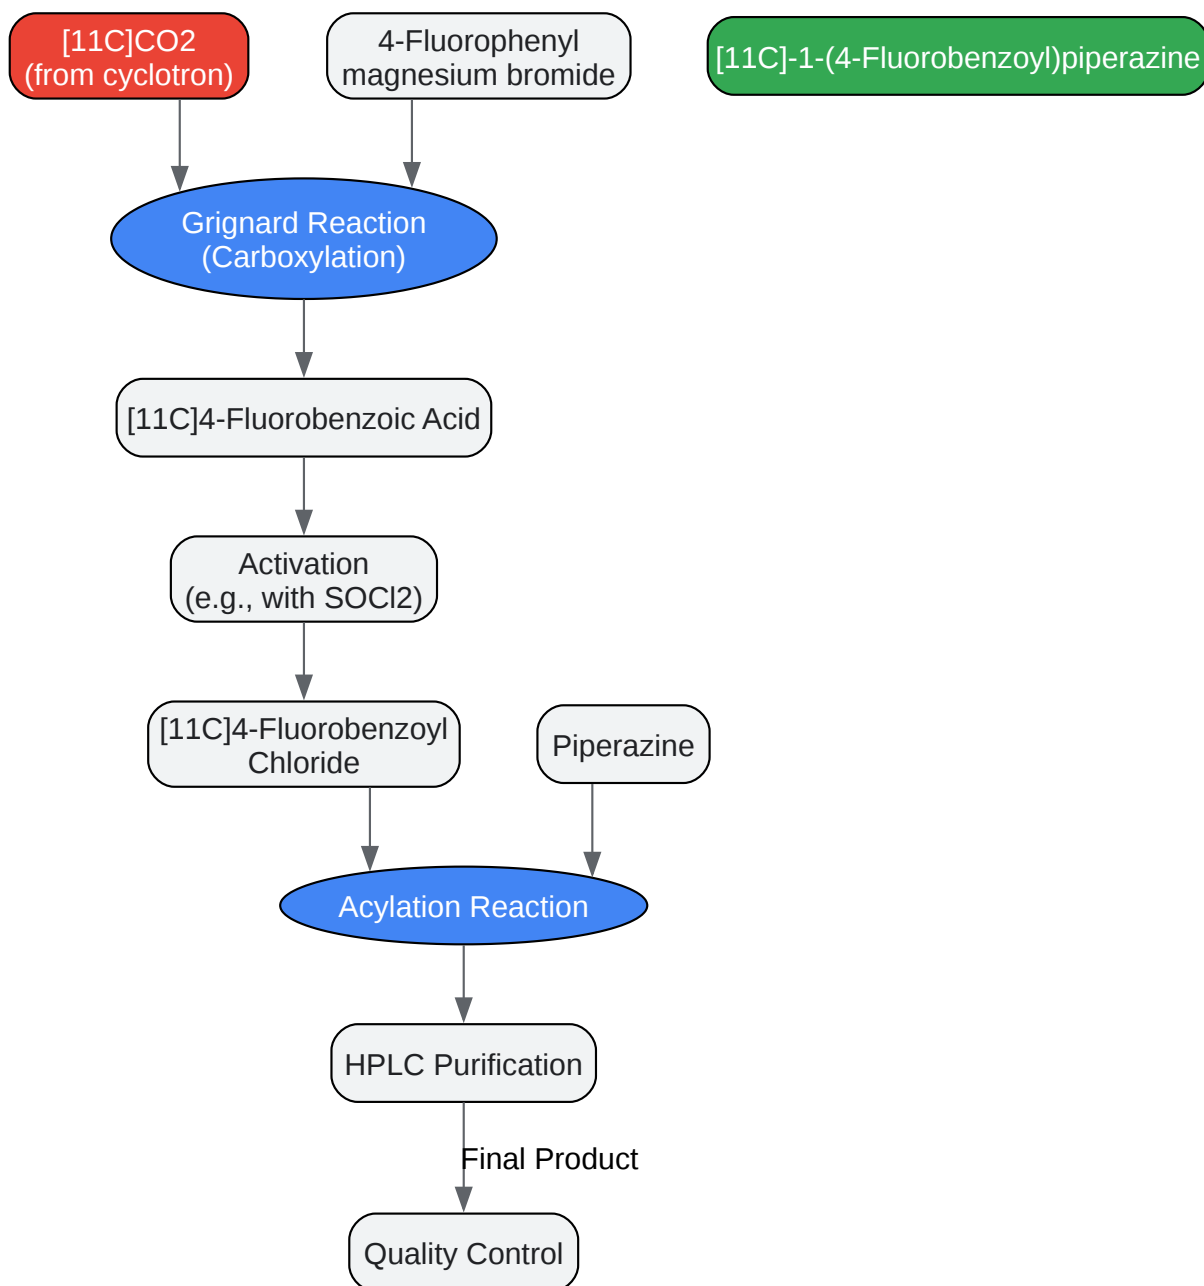 [11C]CO2
(from cyclotron)
4-Fluorophenyl
magnesium bromide
[11C]-1-(4-Fluorobenzoyl)piperazine
Grignard Reaction
(Carboxylation)
[11C]4-Fluorobenzoic Acid
Activation
(e.g., with SOCl2)
[11C]4-Fluorobenzoyl
Chloride
Piperazine
Acylation Reaction
HPLC Purification
Final Product
Quality Control